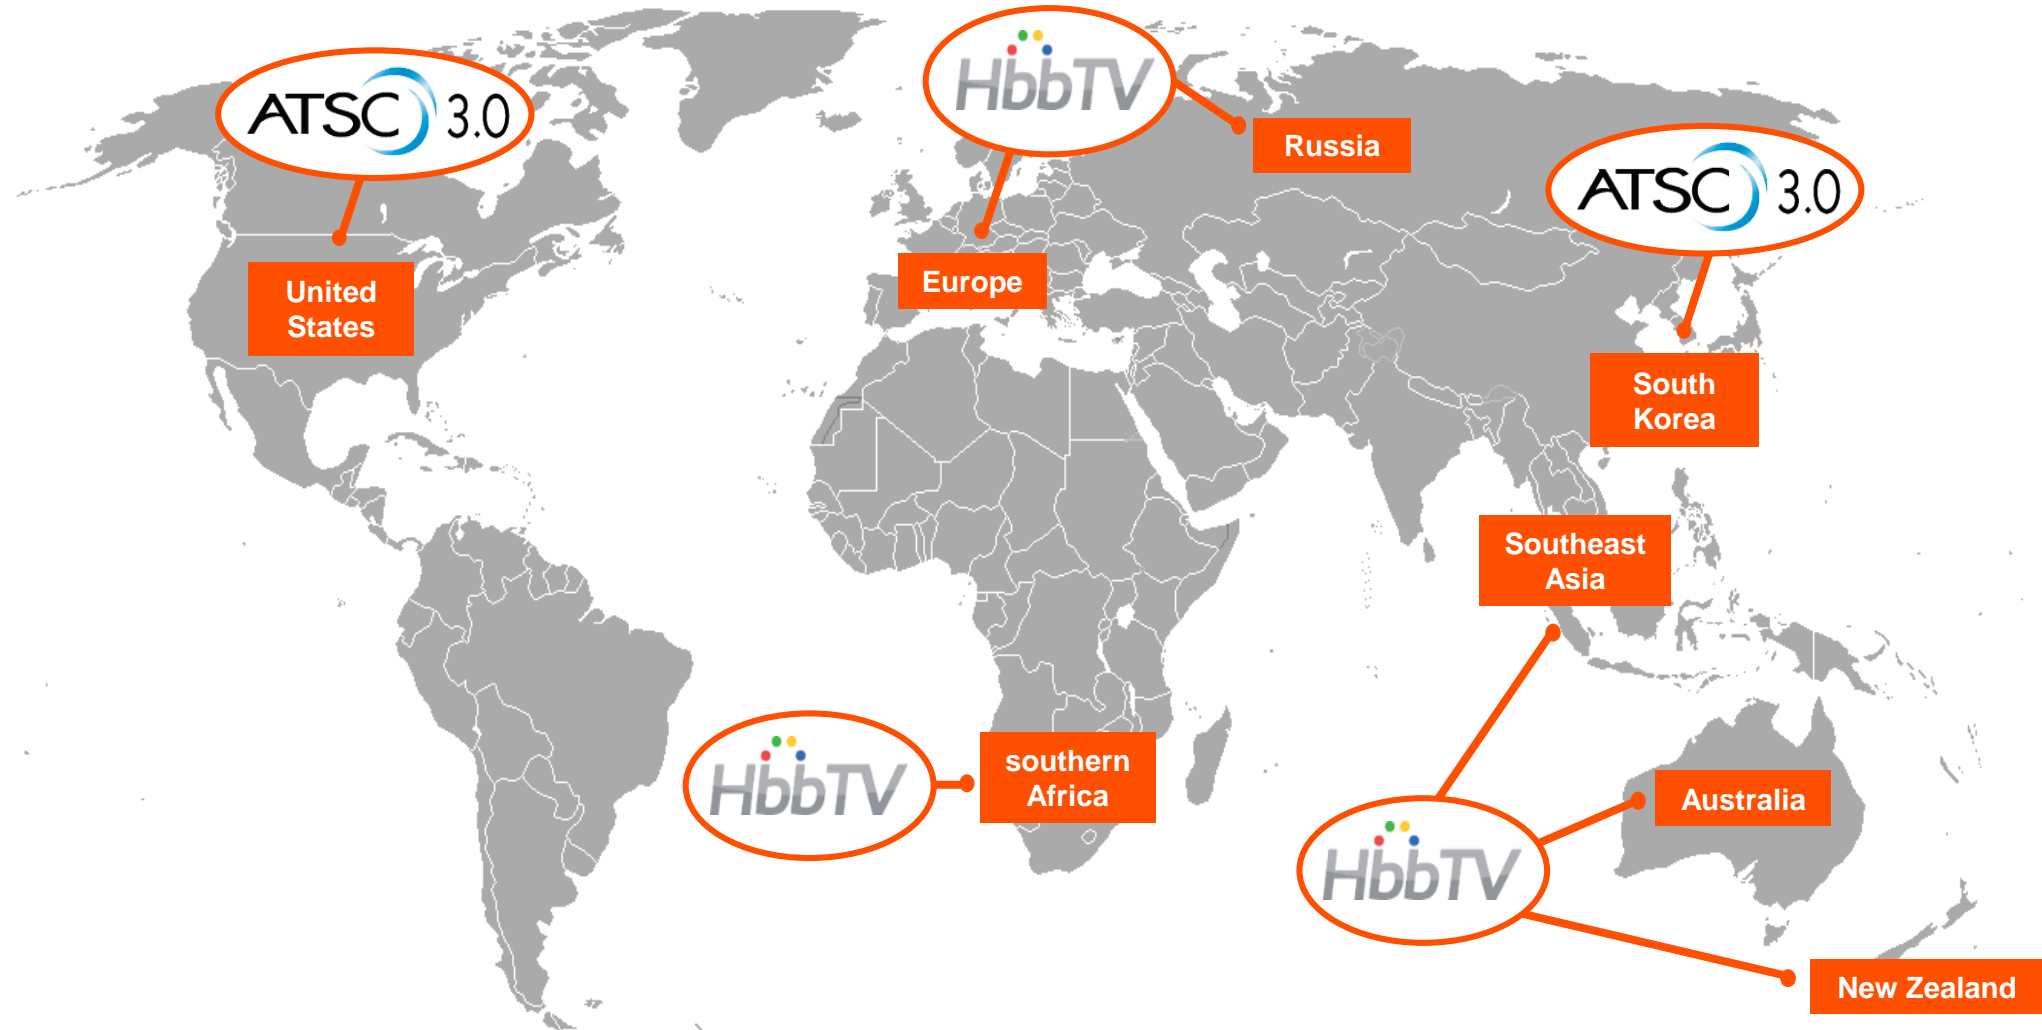 ATSC 3.0
HbbTV
Russia
ATSC 3.0
Europe
United
States
South
Korea
Southeast
Asia
HbbTV
southern
Africa
Australia
HbbTV
New Zealand